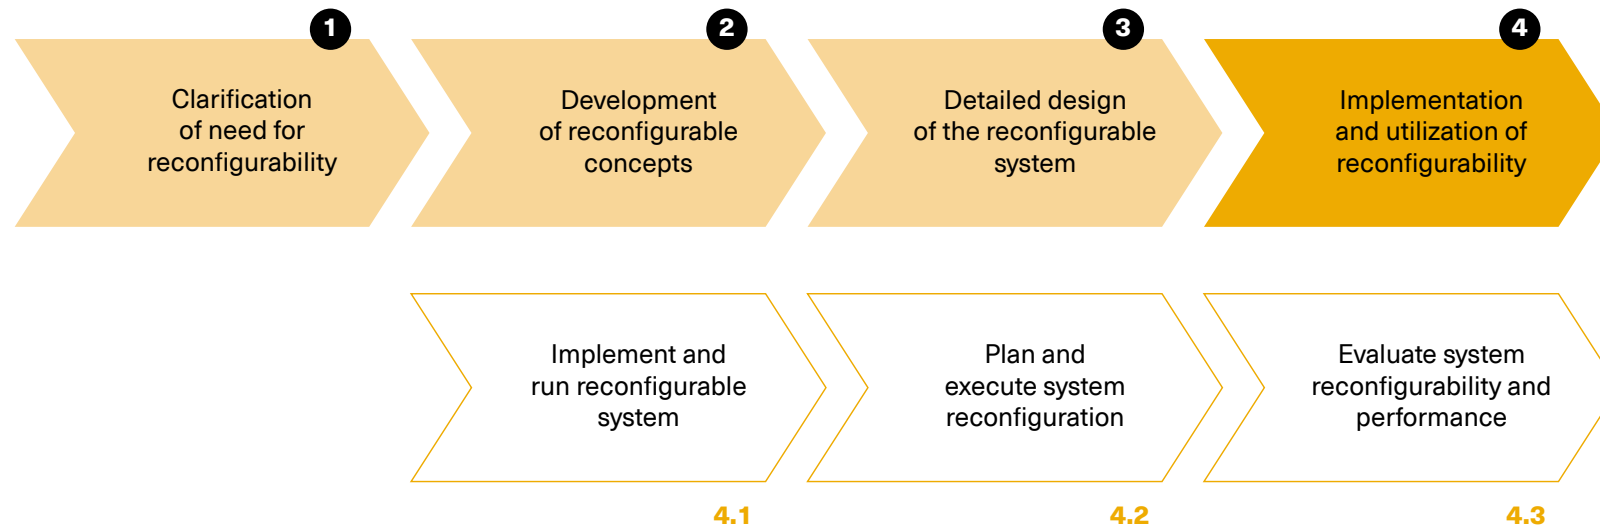 1
Clarification
of need for
reconfigurability
2
Development
of reconfigurable
concepts
3
Detailed design
of the reconfigurable
system
4
Implementation
and utilization of
reconfigurability
Implement and
run reconfigurable
system
4.1
Plan and
execute system
reconfiguration
4.2
Evaluate system
reconfigurability and
performance
4.3